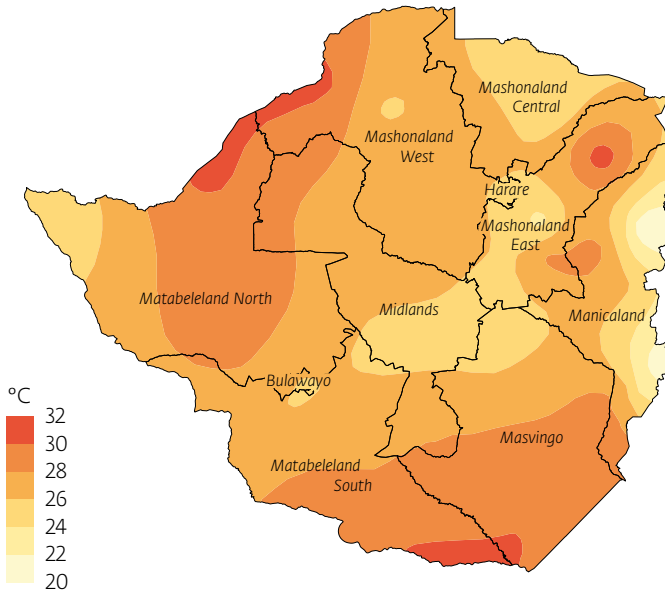 Mashonaland
Central
Mashonaland
West
Harare
Mashonaland
East
Matabeleland North
Midlands
Manicaland
Bulawayo
Masvingo
Matabeleland
South
°C
32
30
28
26
24
22
20